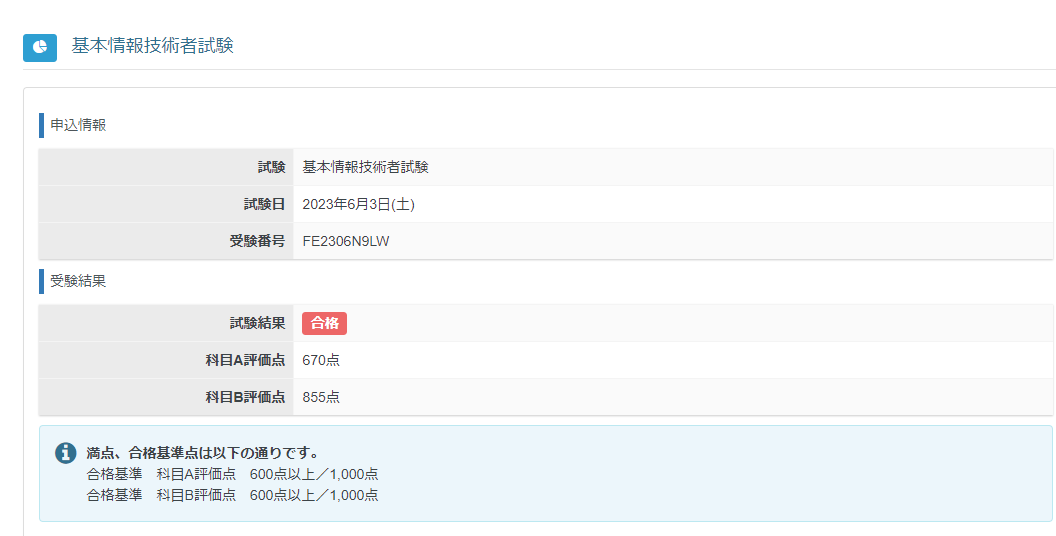 基本情報技術者試験
申込情報
試験 基本情報技術者試験
試験日 2023年6月3日(土)
受験番号 FE2306N9LW
受験結果
試験結果 合格
科目A評価点 670点
科目B評価点 855点
満点、合格基準点は以下の通りです。
合格基準　科目A評価点　600点以上／1,000点
合格基準　科目B評価点　600点以上／1,000点